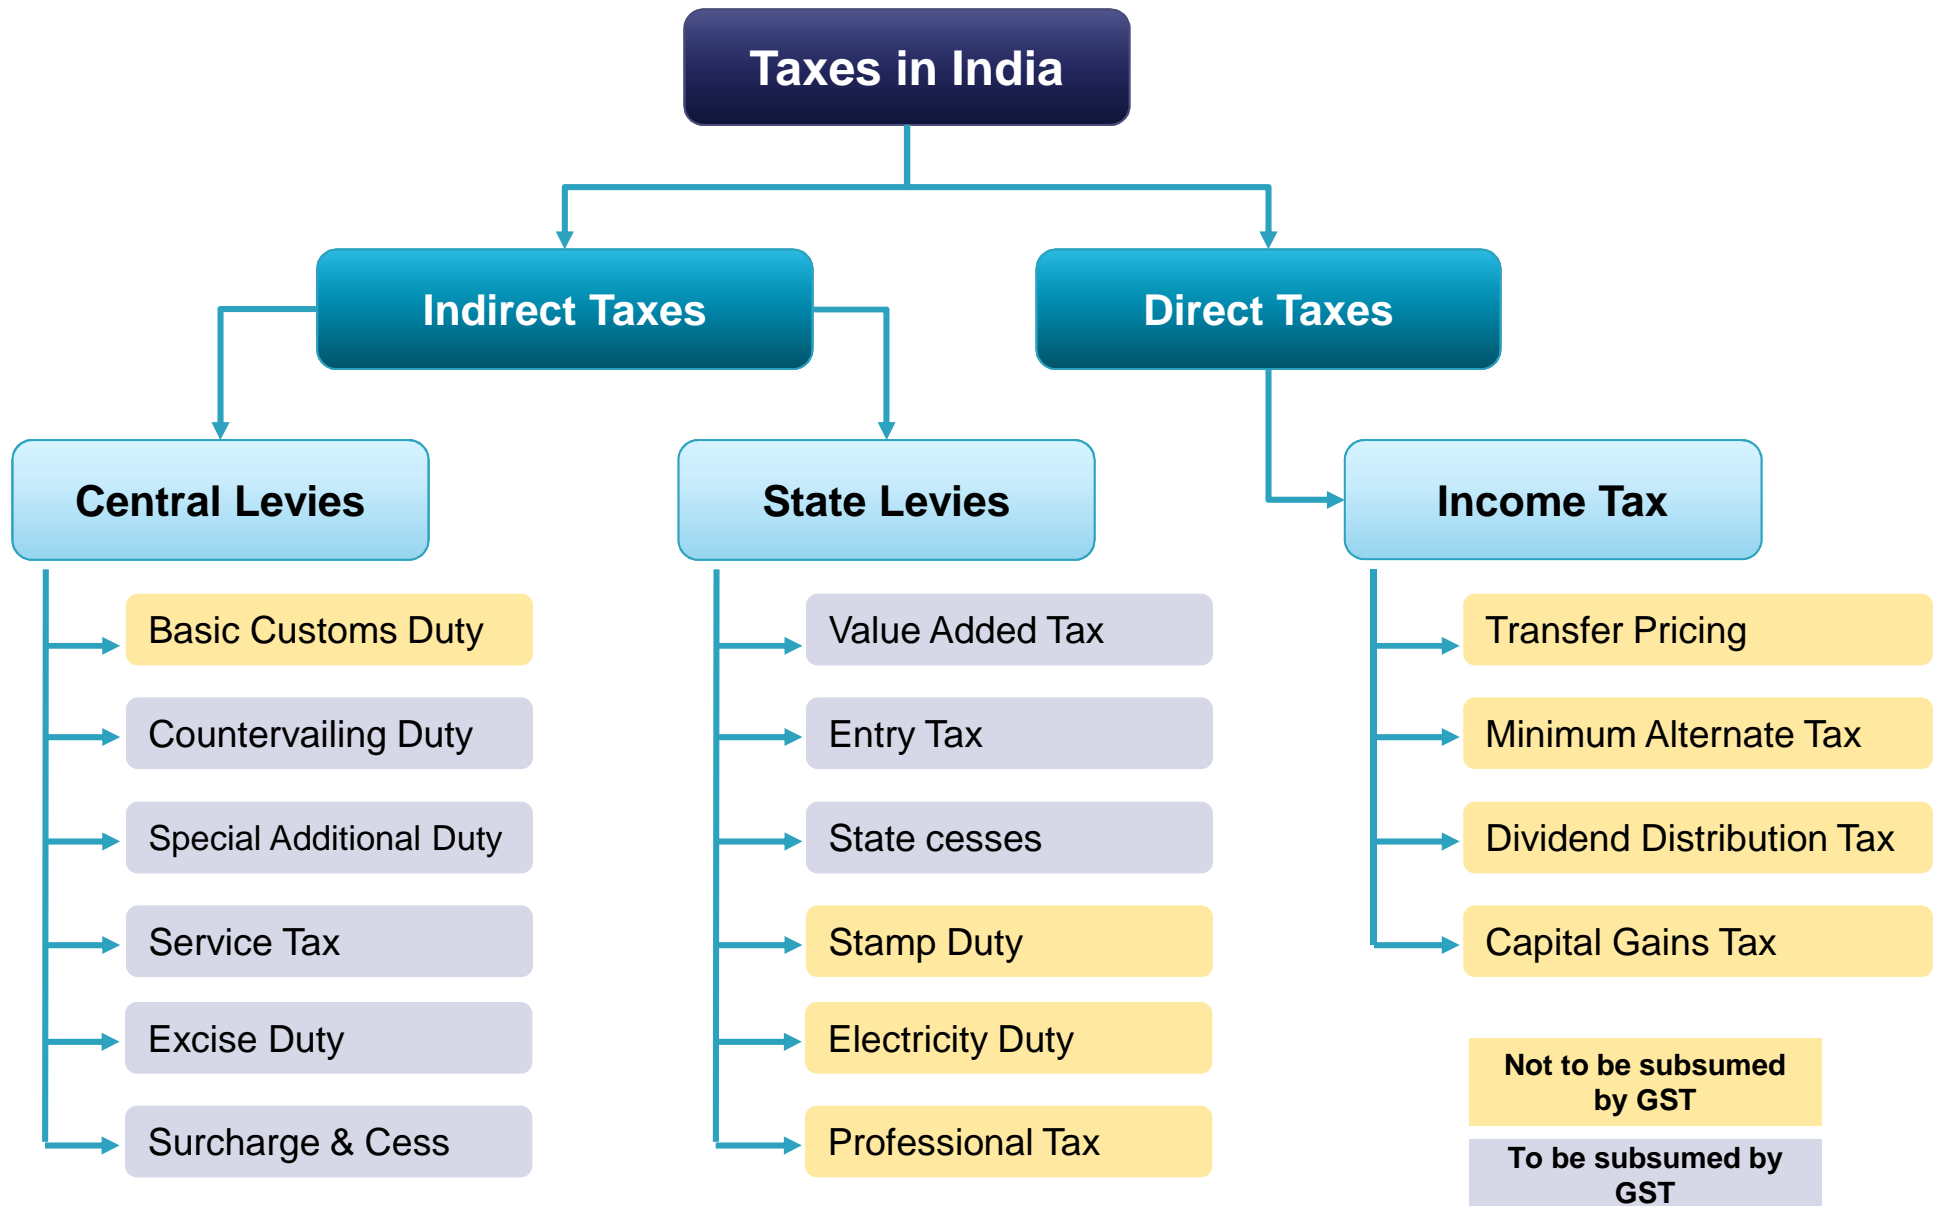 Taxes in India
Indirect Taxes
Direct Taxes
Central Levies
State Levies
Income Tax
Basic Customs Duty
Countervailing Duty
Special Additional Duty
Service Tax
Excise Duty
Surcharge & Cess
Value Added Tax
Entry Tax
State cesses
Stamp Duty
Electricity Duty
Professional Tax
Transfer Pricing
Minimum Alternate Tax
Dividend Distribution Tax
Capital Gains Tax
Not to be subsumed
by GST
To be subsumed by
GST